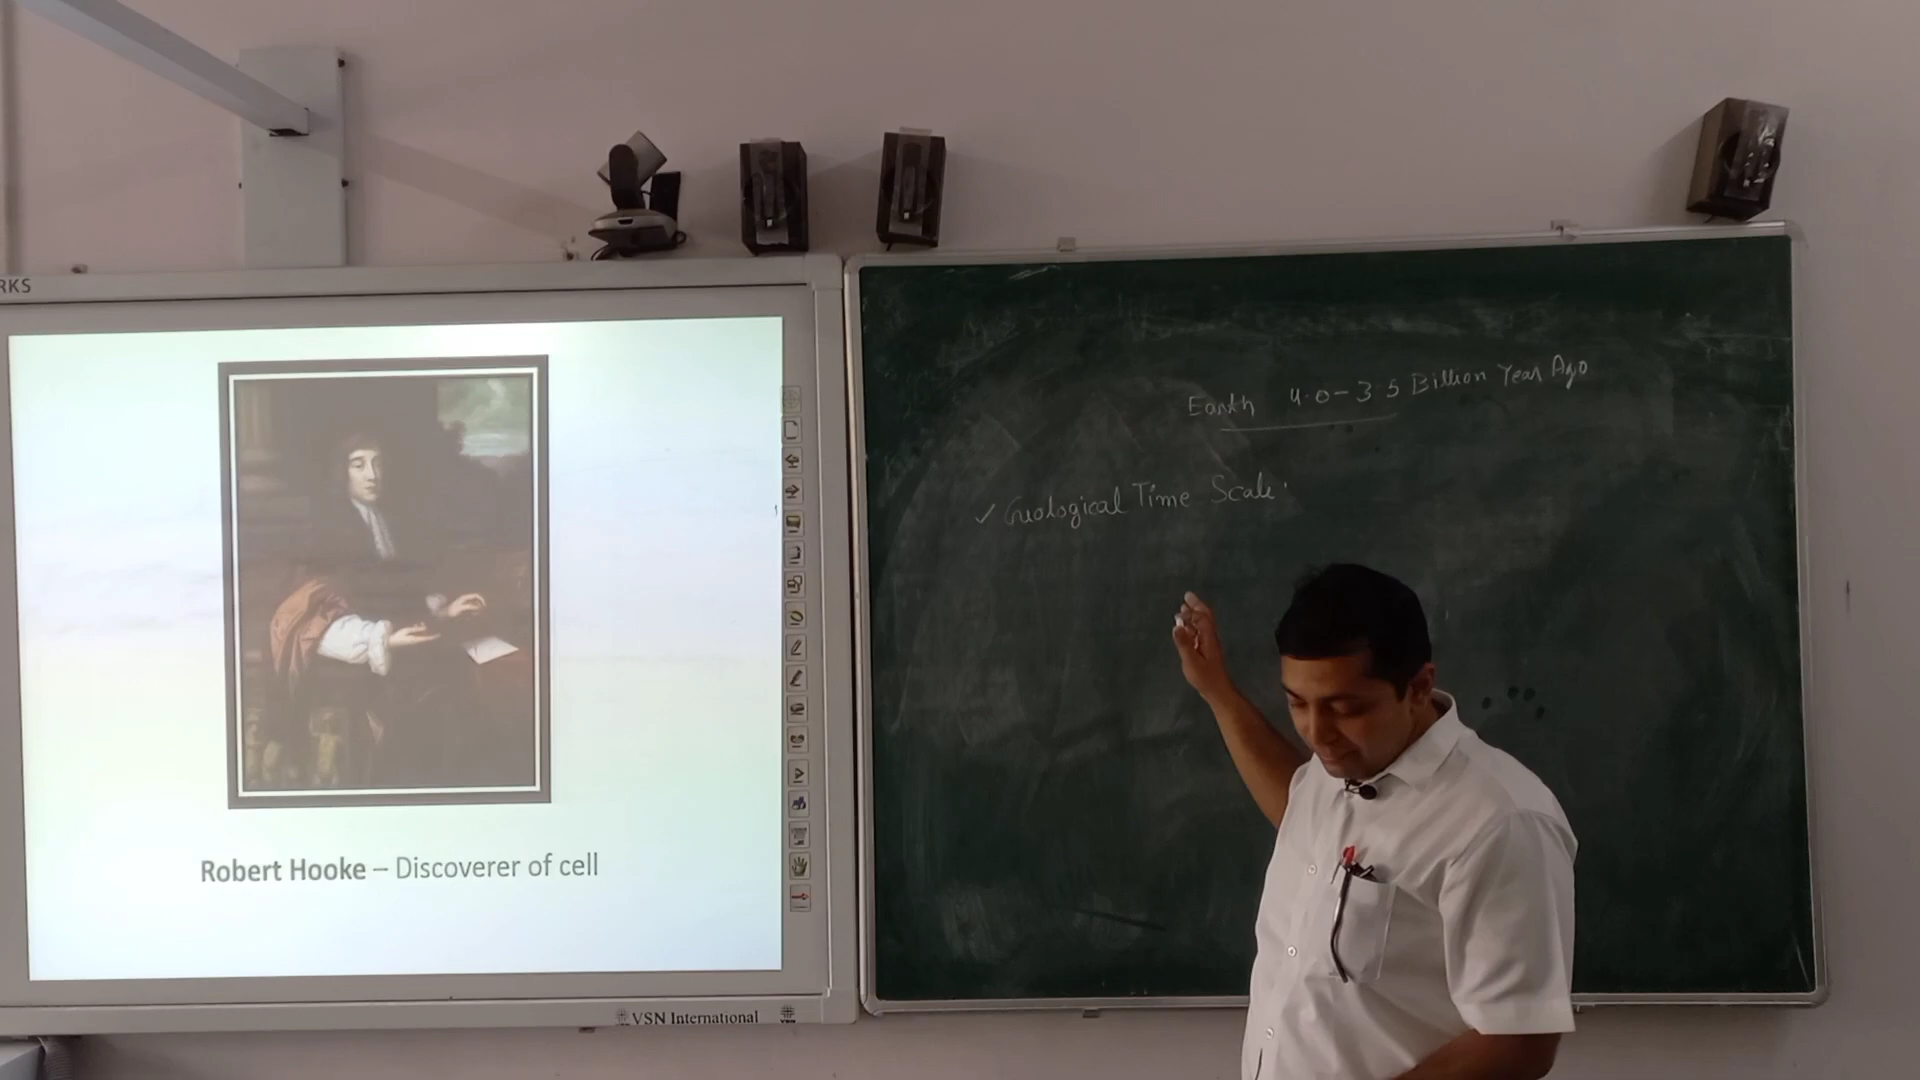 RKS
Robert Hooke – Discoverer of cell
VSN International
Earth 4.0-3.5 Billion Year Ago
✓ Geological Time Scale.